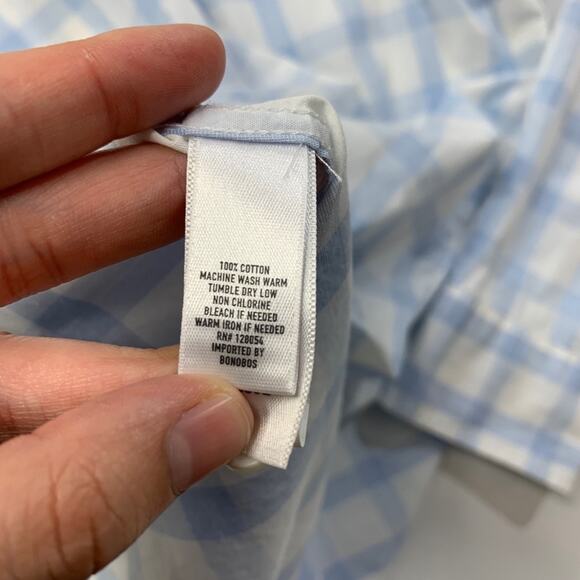 100% COTTON
MACHINE WASH WARM
TUMBLE DRY LOW
NON CHLORINE
BLEACH IF NEEDED
WARM IRON IF NEEDED
RN# 128054
IMPORTED BY
BONOBOS